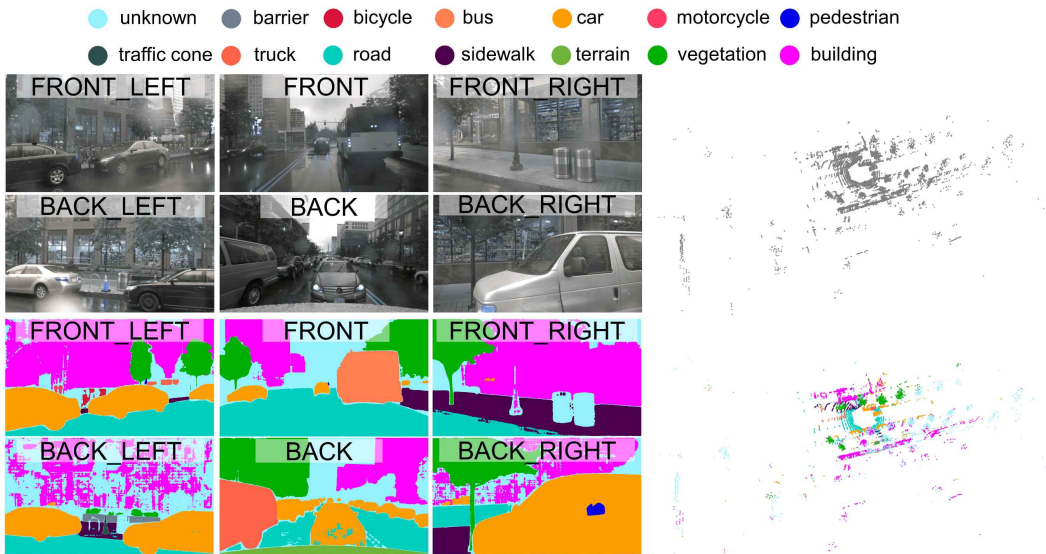 unknown barrier bicycle bus car motorcycle pedestrian
traffic cone truck road sidewalk terrain vegetation building
FRONT_LEFT FRONT FRONT_RIGHT
BACK_LEFT BACK BACK_RIGHT
FRONT_LEFT FRONT FRONT_RIGHT
BACK_LEFT BACK BACK_RIGHT